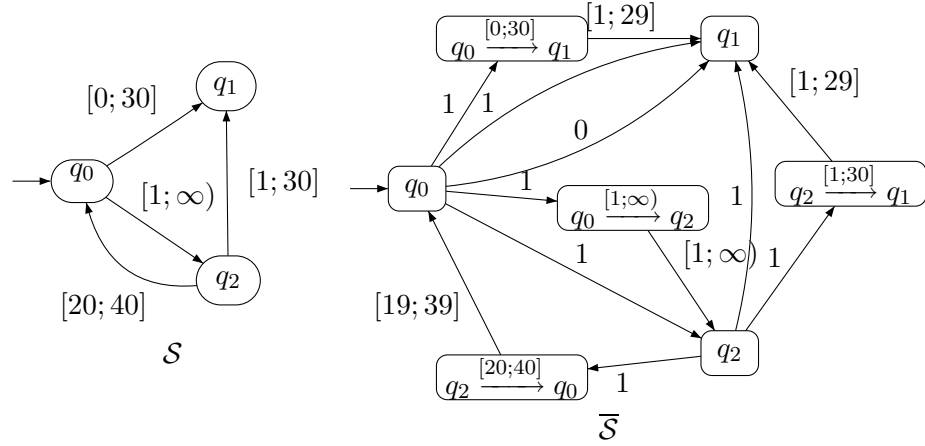 [0; 30]
q₁
q₀
[1; ∞)
[1; 30]
q₂
[20; 40]
𝒮
q₀ —[0;30]→ q₁
[1; 29]
q₁
1
1
0
[1; 29]
q₀
1
q₀ —[1;∞)→ q₂
q₂ —[1;30]→ q₁
1
[1; ∞)
1
1
[19; 39]
q₂
q₂ —[20;40]→ q₀
1
𝒮̅